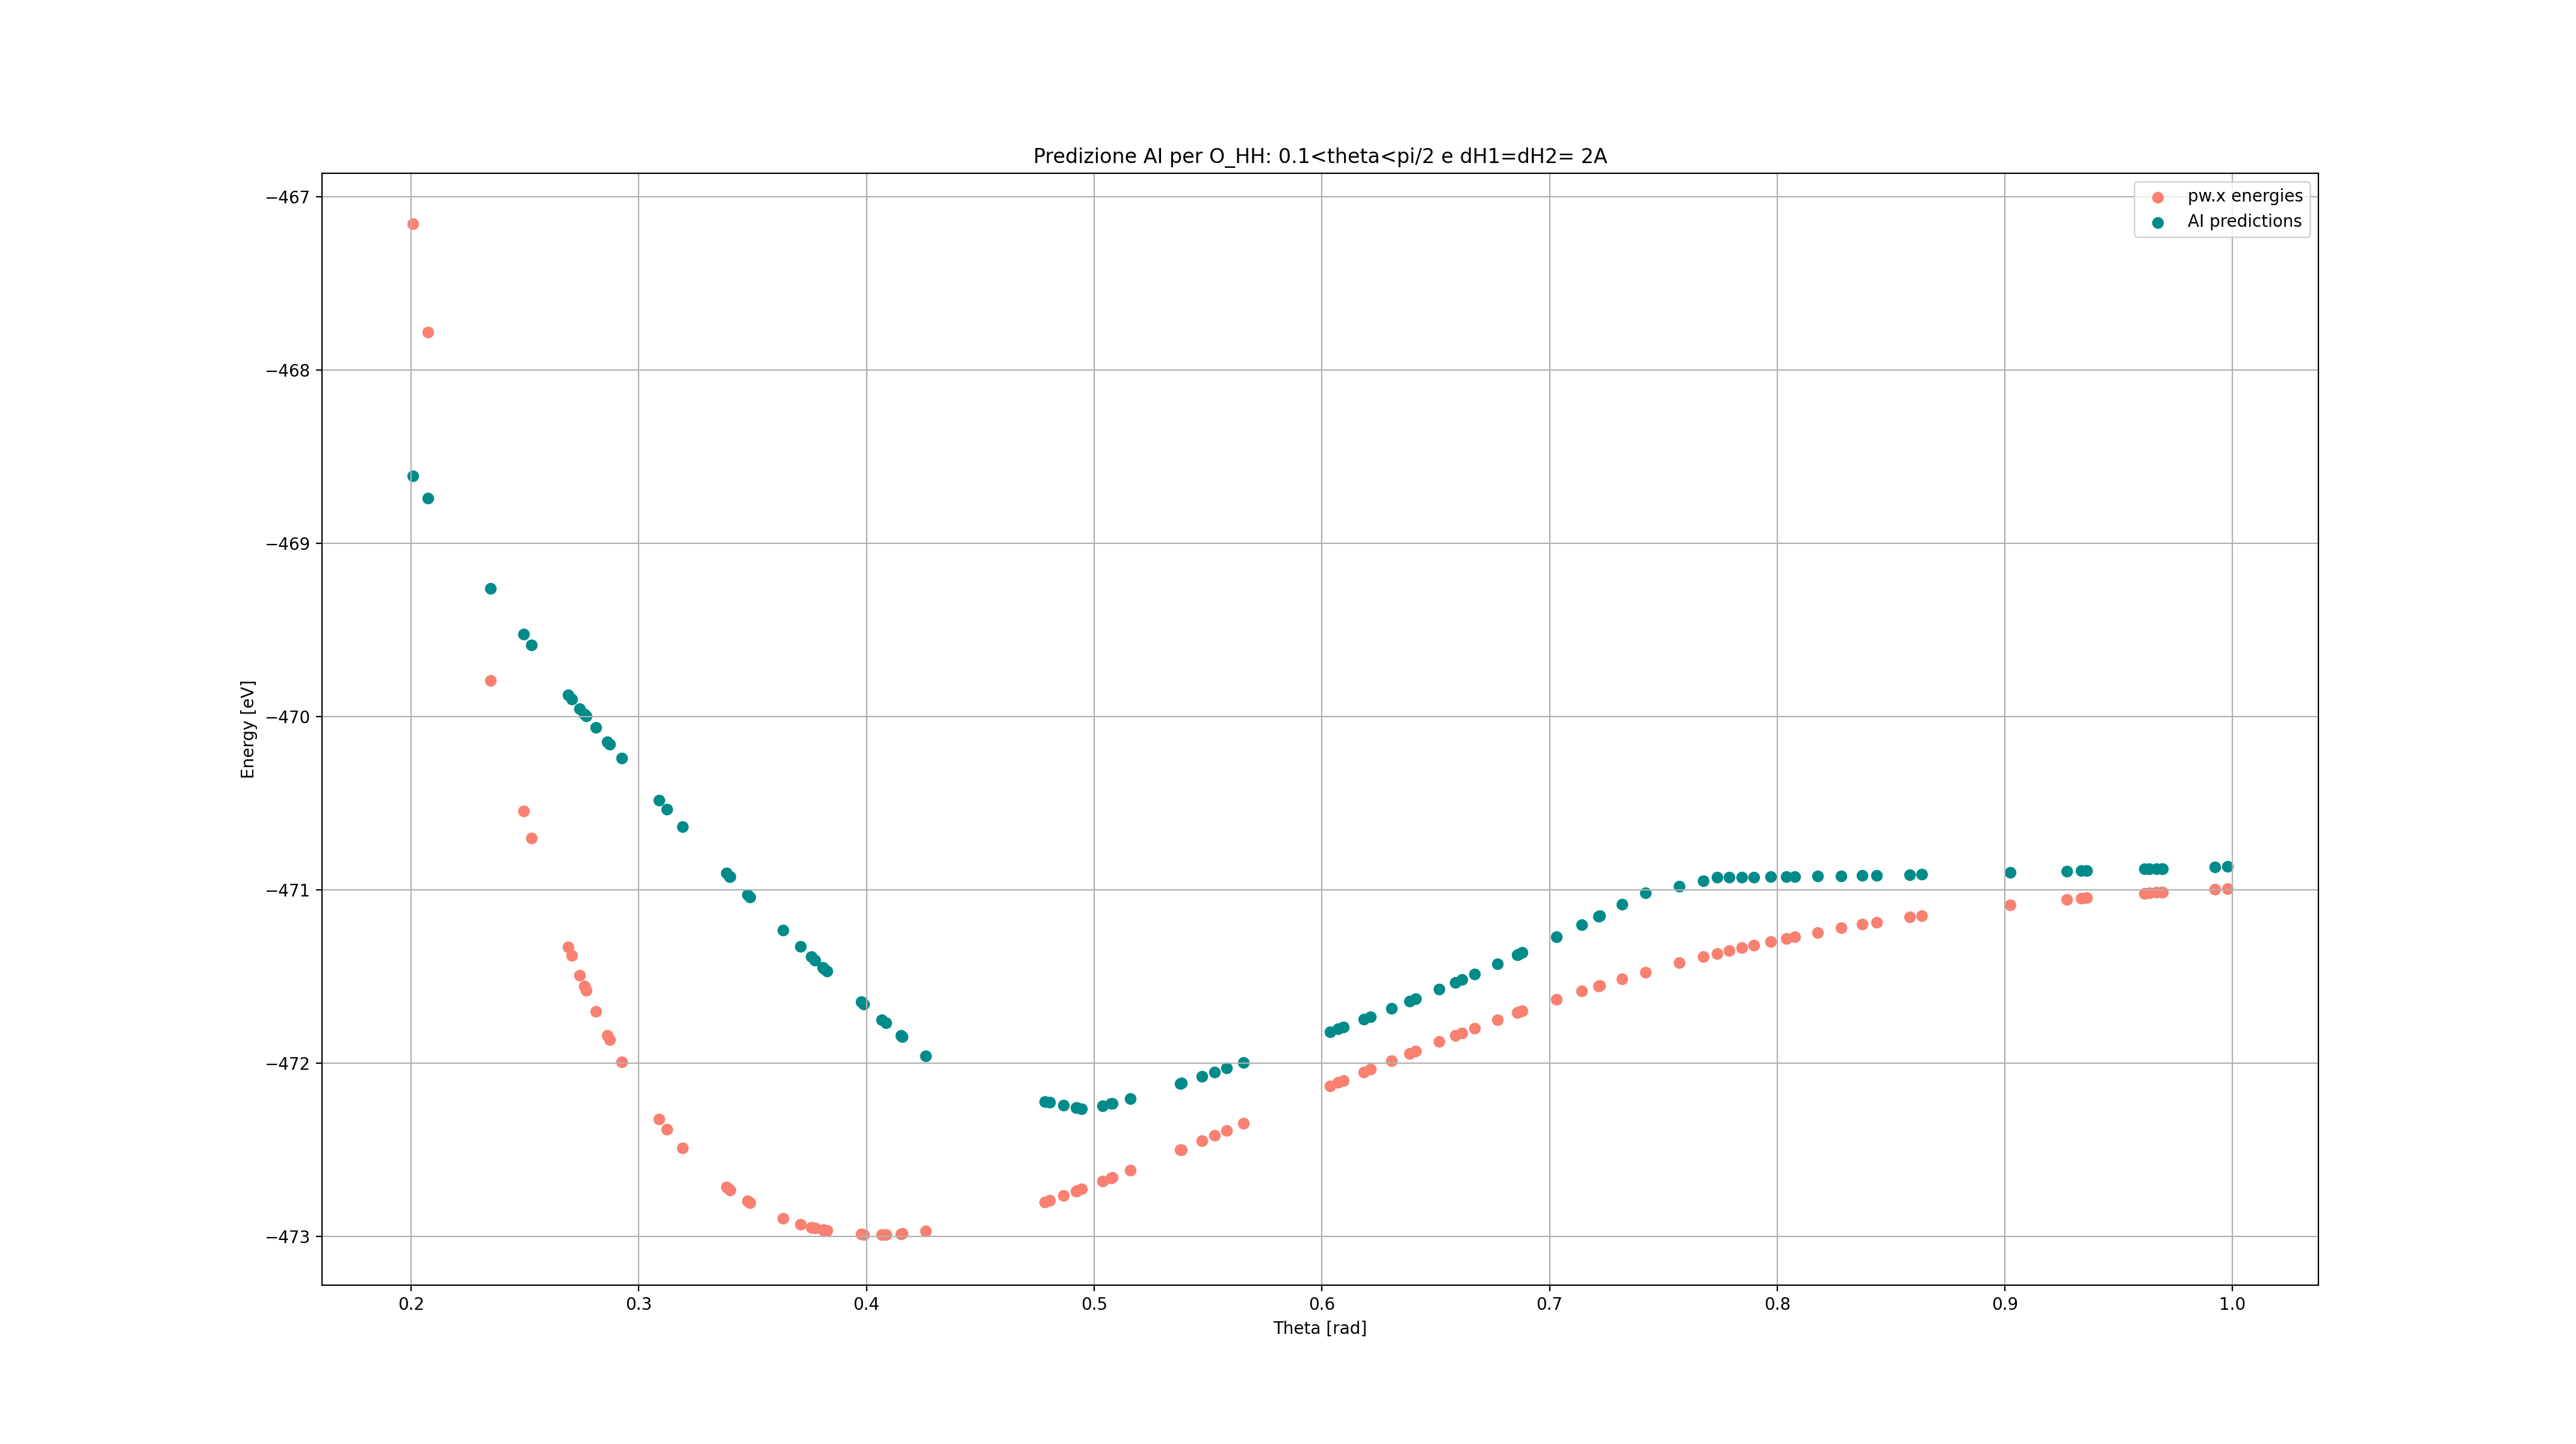 Predizione AI per O_HH: 0.1<theta<pi/2 e dH1=dH2= 2A
pw.x energies
AI predictions
Energy [eV]
−467
−468
−469
−470
−471
−472
−473
0.2 0.3 0.4 0.5 0.6 0.7 0.8 0.9 1.0
Theta [rad]